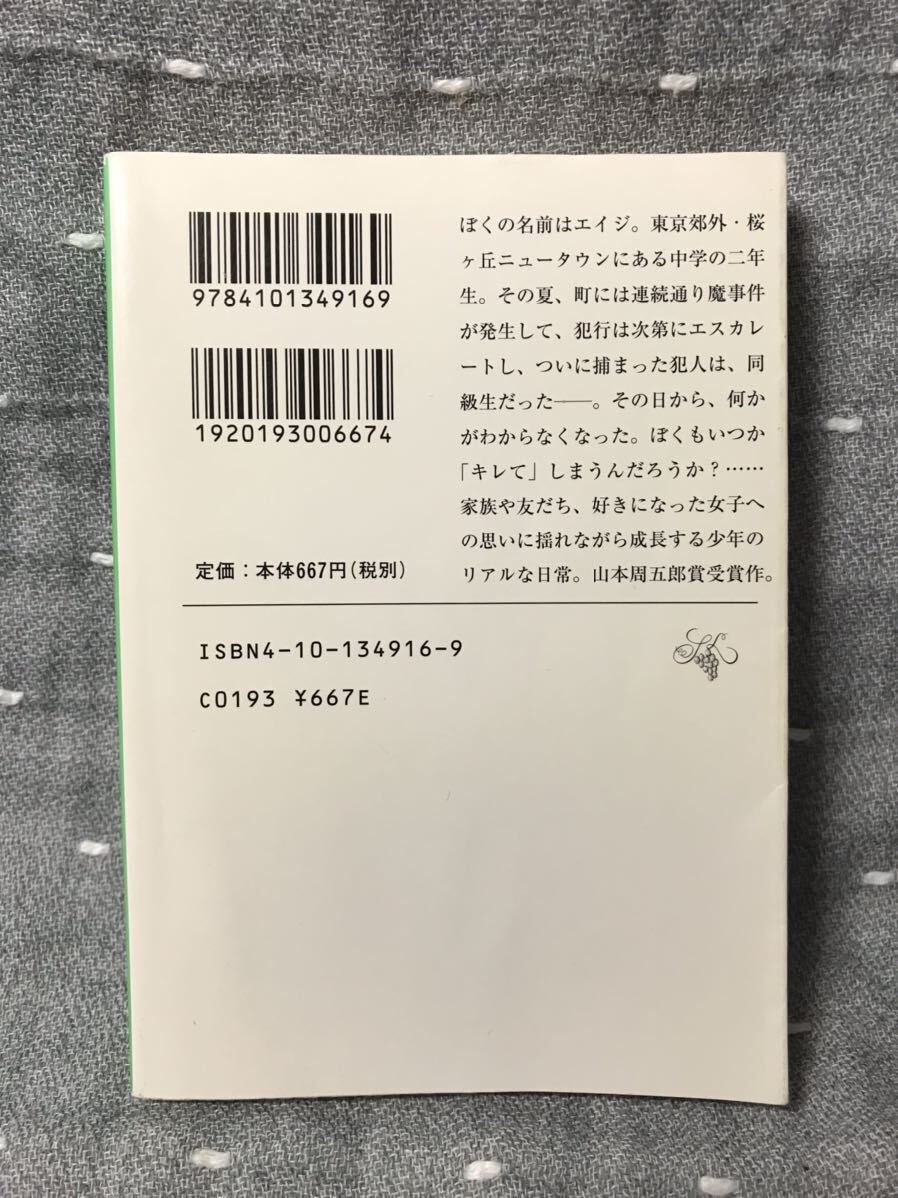 9784101349169
1920193006674
定価：本体667円(税別)
ぼくの名前はエイジ。東京郊外・桜
ヶ丘ニュータウンにある中学の二年
生。その夏、町には連続通り魔事件
が発生して、犯行は次第にエスカレ
ートし、ついに捕まった犯人は、同
級生だった――。その日から、何か
がわからなくなった。ぼくもいつか
「キレて」しまうんだろうか？……
家族や友だち、好きになった女子へ
の思いに揺れながら成長する少年の
リアルな日常。山本周五郎賞受賞作。
ISBN4-10-134916-9
C0193 ¥667E